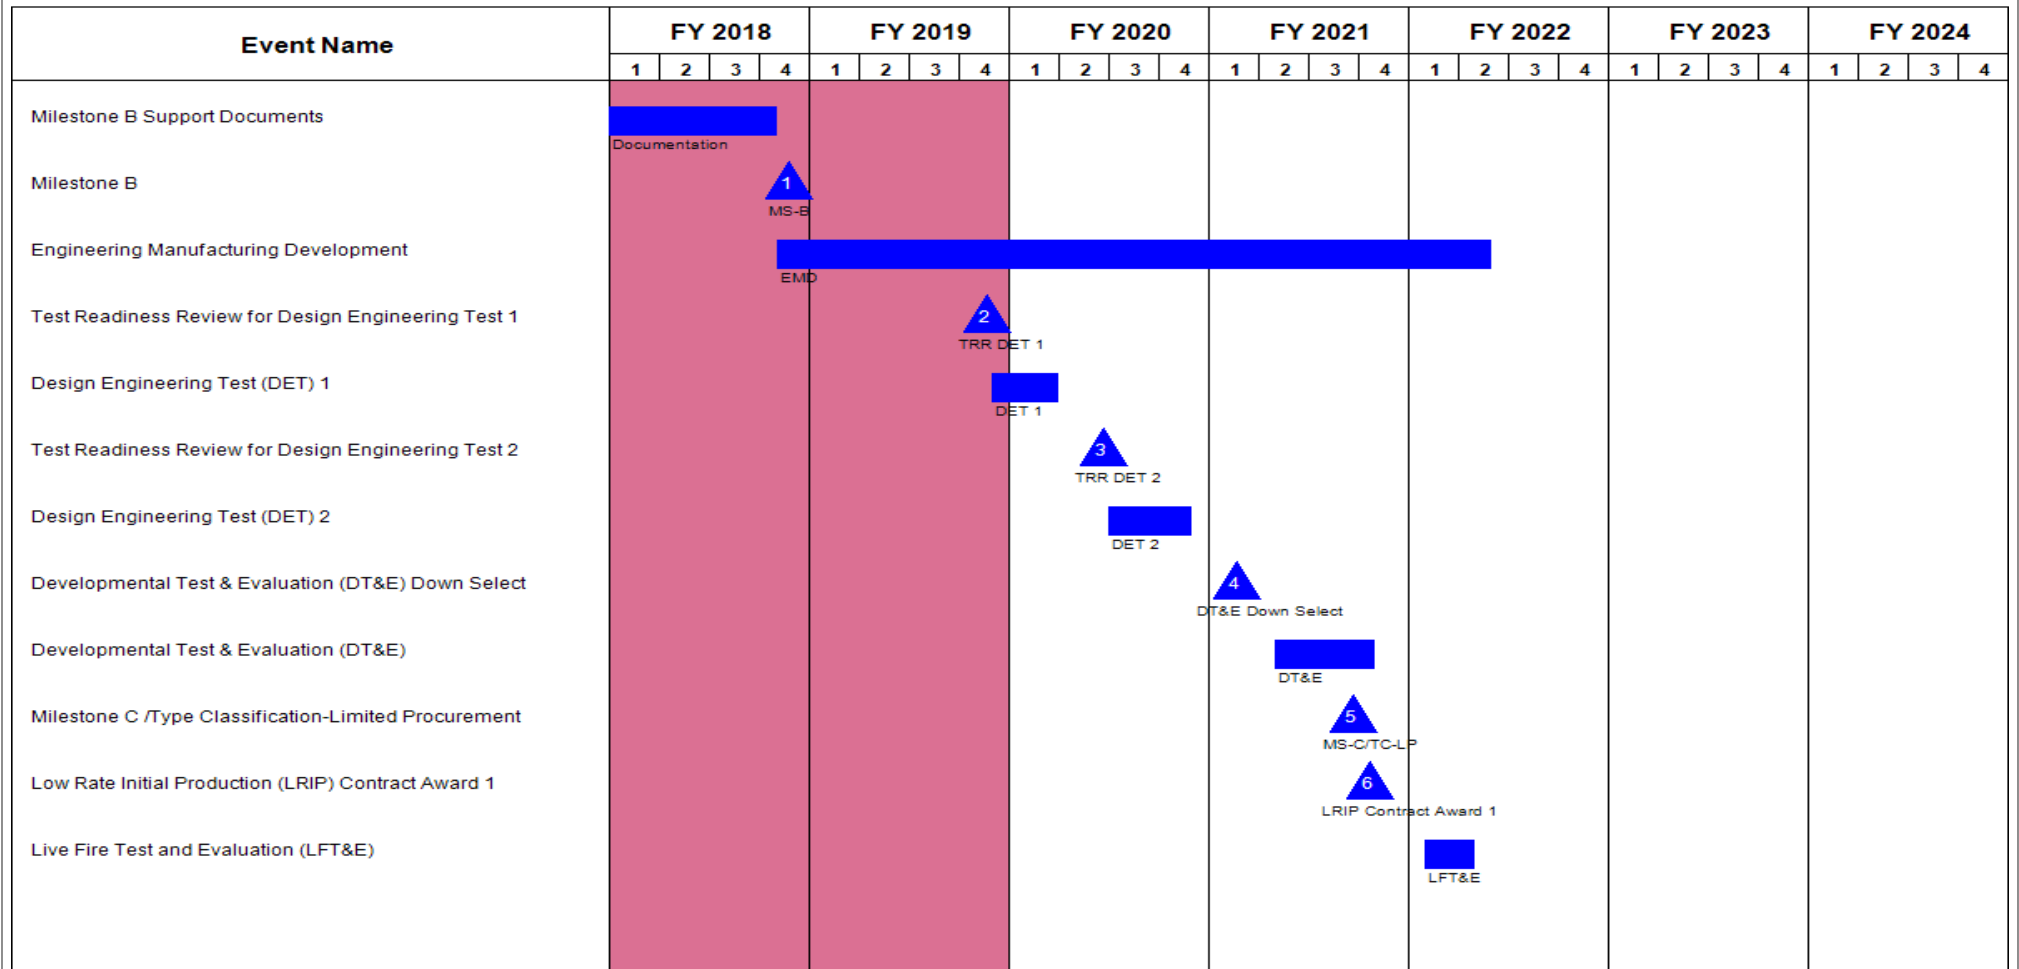 Event Name
FY 2018 FY 2019 FY 2020 FY 2021 FY 2022 FY 2023 FY 2024
1 2 3 4 1 2 3 4 1 2 3 4 1 2 3 4 1 2 3 4 1 2 3 4 1 2 3 4
Milestone B Support Documents
Documentation
Milestone B
1
MS-B
Engineering Manufacturing Development
EMD
Test Readiness Review for Design Engineering Test 1
2
TRR DET 1
Design Engineering Test (DET) 1
DET 1
Test Readiness Review for Design Engineering Test 2
3
TRR DET 2
Design Engineering Test (DET) 2
DET 2
Developmental Test & Evaluation (DT&E) Down Select
4
DT&E Down Select
Developmental Test & Evaluation (DT&E)
DT&E
Milestone C /Type Classification-Limited Procurement
5
MS-C/TC-LP
Low Rate Initial Production (LRIP) Contract Award 1
6
LRIP Contract Award 1
Live Fire Test and Evaluation (LFT&E)
LFT&E